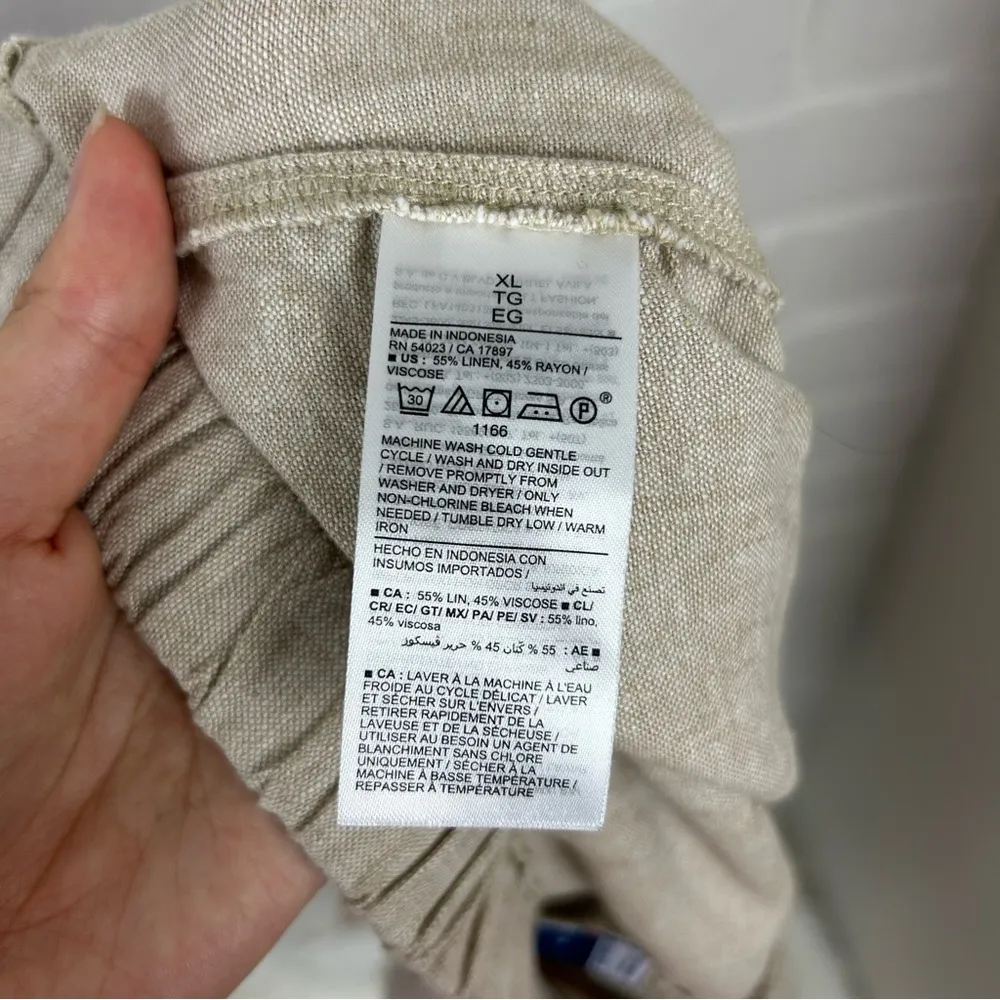 XL
TG
EG
MADE IN INDONESIA
RN 54023 / CA 17897
■ US : 55% LINEN, 45% RAYON /
VISCOSE
30 P ®
1166
MACHINE WASH COLD GENTLE
CYCLE / WASH AND DRY INSIDE OUT
/ REMOVE PROMPTLY FROM
WASHER AND DRYER / ONLY
NON-CHLORINE BLEACH WHEN
NEEDED / TUMBLE DRY LOW / WARM
IRON
HECHO EN INDONESIA CON
INSUMOS IMPORTADOS /
تصنع في اندونيسيا
■ CA : 55% LIN, 45% VISCOSE ■ CL/
CR/ EC/ GT/ MX/ PA/ PE/ SV : 55% lino,
45% viscosa
■ AE : 55 % كتان 45 % حرير ڤيسكوز
صناعي
■ CA : LAVER À LA MACHINE À L'EAU
FROIDE AU CYCLE DÉLICAT / LAVER
ET SÉCHER SUR L'ENVERS /
RETIRER RAPIDEMENT DE LA
LAVEUSE ET DE LA SÉCHEUSE /
UTILISER AU BESOIN UN AGENT DE
BLANCHIMENT SANS CHLORE
UNIQUEMENT / SÉCHER À LA
MACHINE À BASSE TEMPÉRATURE /
REPASSER À TEMPÉRATURE